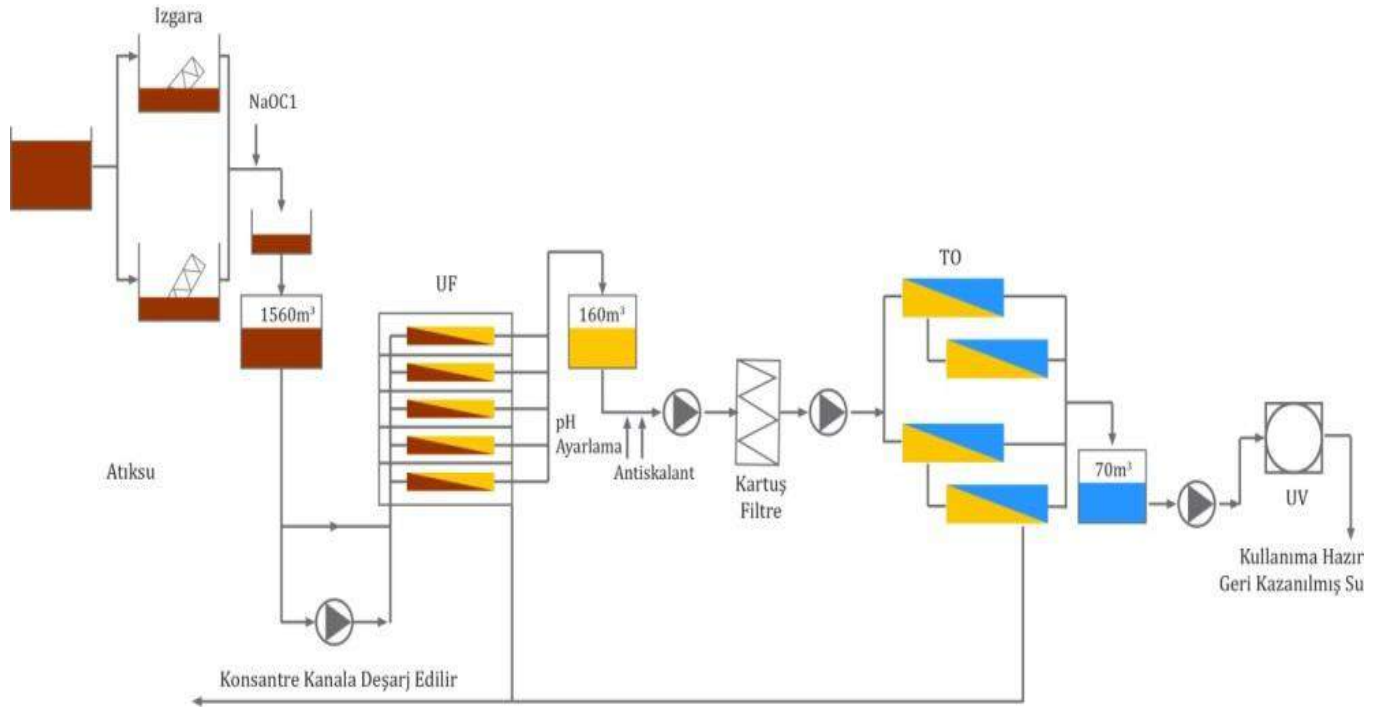 Izgara
NaOC1
1560m³
UF
160m³
pH
Ayarlama
Antiskalant
Kartuş
Filtre
TO
70m³
UV
Kullanıma Hazır
Geri Kazanılmış Su
Atıksu
Konsantre Kanala Deşarj Edilir